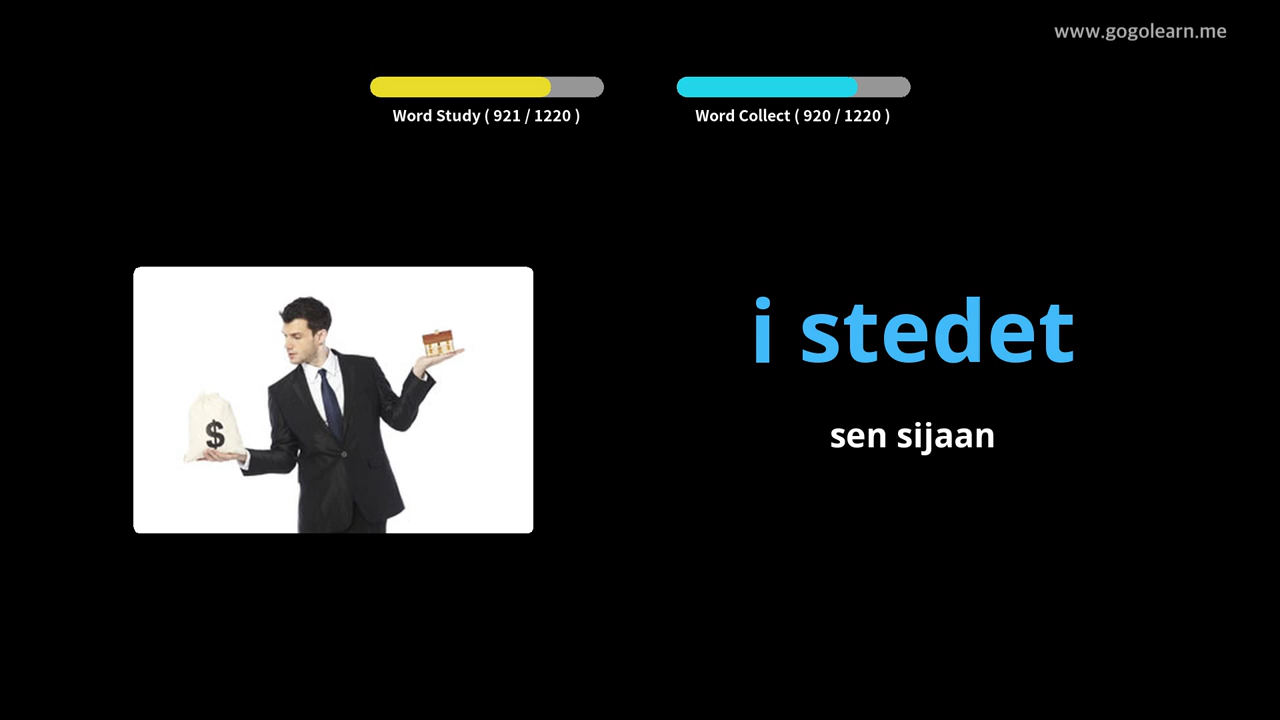 www.gogolearn.me
Word Study ( 921 / 1220 )
Word Collect ( 920 / 1220 )
i stedet
$
sen sijaan